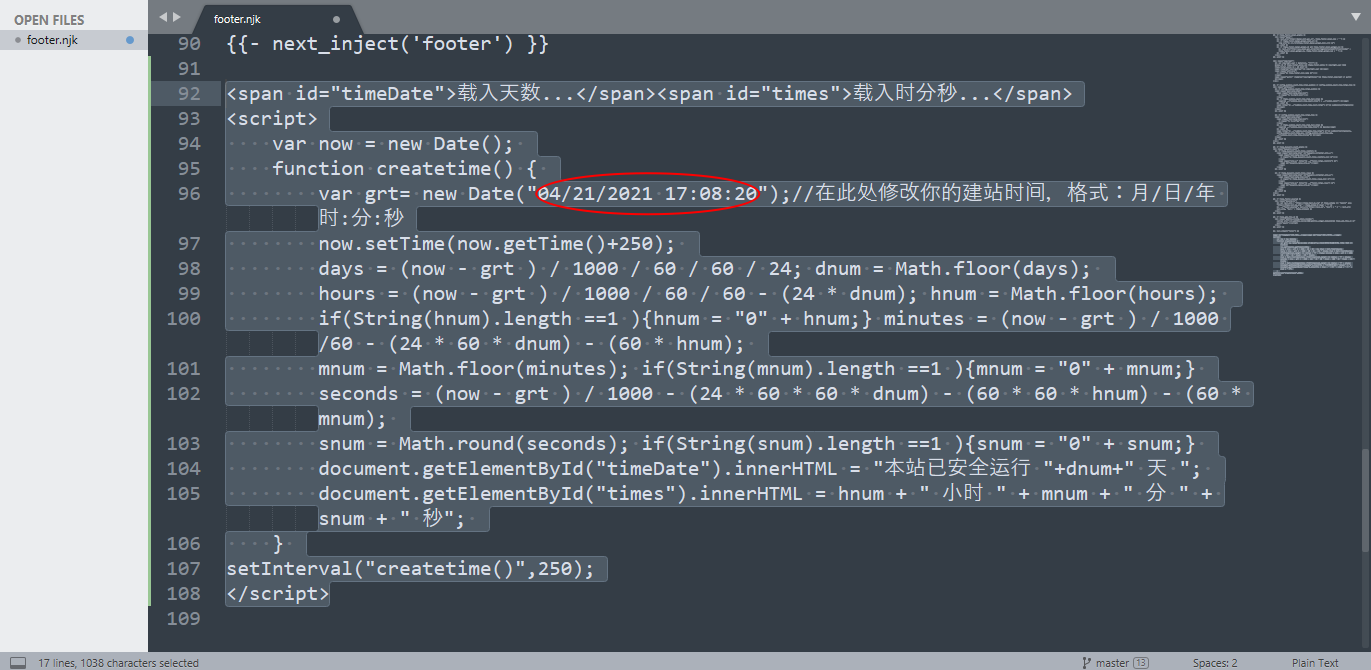 OPEN FILES
footer.njk
footer.njk
90 {{- next_inject('footer') }}
91
92 <span id="timeDate">载入天数...</span><span id="times">载入时分秒...</span>
93 <script>
94 var now = new Date();
95 function createtime() {
96 var grt= new Date("04/21/2021 17:08:20");//在此处修改你的建站时间, 格式：月/日/年
时:分:秒
97 now.setTime(now.getTime()+250);
98 days = (now - grt ) / 1000 / 60 / 60 / 24; dnum = Math.floor(days);
99 hours = (now - grt ) / 1000 / 60 / 60 - (24 * dnum); hnum = Math.floor(hours);
100 if(String(hnum).length ==1 ){hnum = "0" + hnum;} minutes = (now - grt ) / 1000
/60 - (24 * 60 * dnum) - (60 * hnum);
101 mnum = Math.floor(minutes); if(String(mnum).length ==1 ){mnum = "0" + mnum;}
102 seconds = (now - grt ) / 1000 - (24 * 60 * 60 * dnum) - (60 * 60 * hnum) - (60 *
mnum);
103 snum = Math.round(seconds); if(String(snum).length ==1 ){snum = "0" + snum;}
104 document.getElementById("timeDate").innerHTML = "本站已安全运行 "+dnum+" 天 ";
105 document.getElementById("times").innerHTML = hnum + " 小时 " + mnum + " 分 " +
snum + " 秒";
106 }
107 setInterval("createtime()",250);
108 </script>
109
17 lines, 1038 characters selected
master 13
Spaces: 2
Plain Text